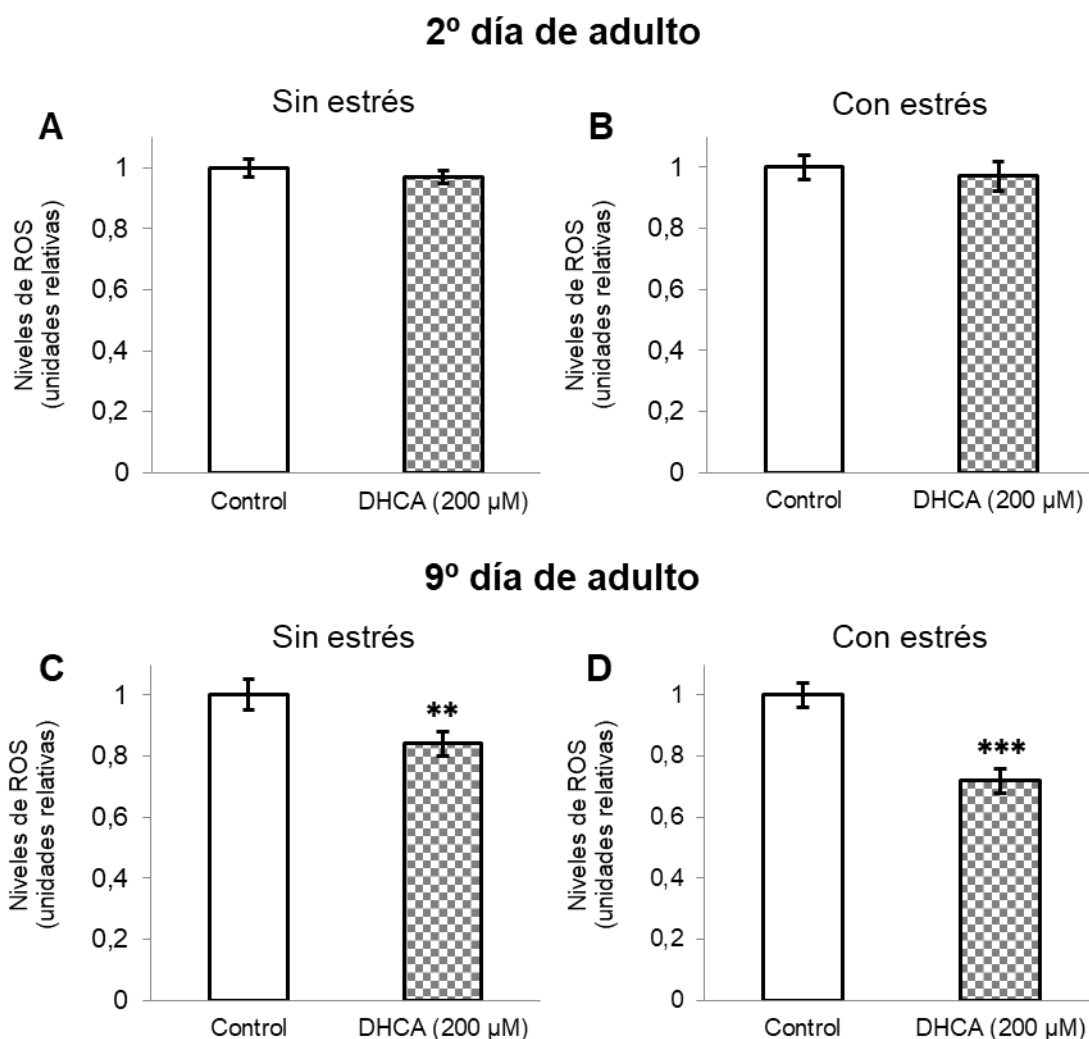 2º día de adulto
A
Sin estrés
Niveles de ROS
(unidades relativas)
1
0,8
0,6
0,4
0,2
0
Control
DHCA (200 µM)
B
Con estrés
Niveles de ROS
(unidades relativas)
1
0,8
0,6
0,4
0,2
0
Control
DHCA (200 µM)
9º día de adulto
C
Sin estrés
Niveles de ROS
(unidades relativas)
1
0,8
0,6
0,4
0,2
0
**
Control
DHCA (200 µM)
D
Con estrés
Niveles de ROS
(unidades relativas)
1
0,8
0,6
0,4
0,2
0
***
Control
DHCA (200 µM)